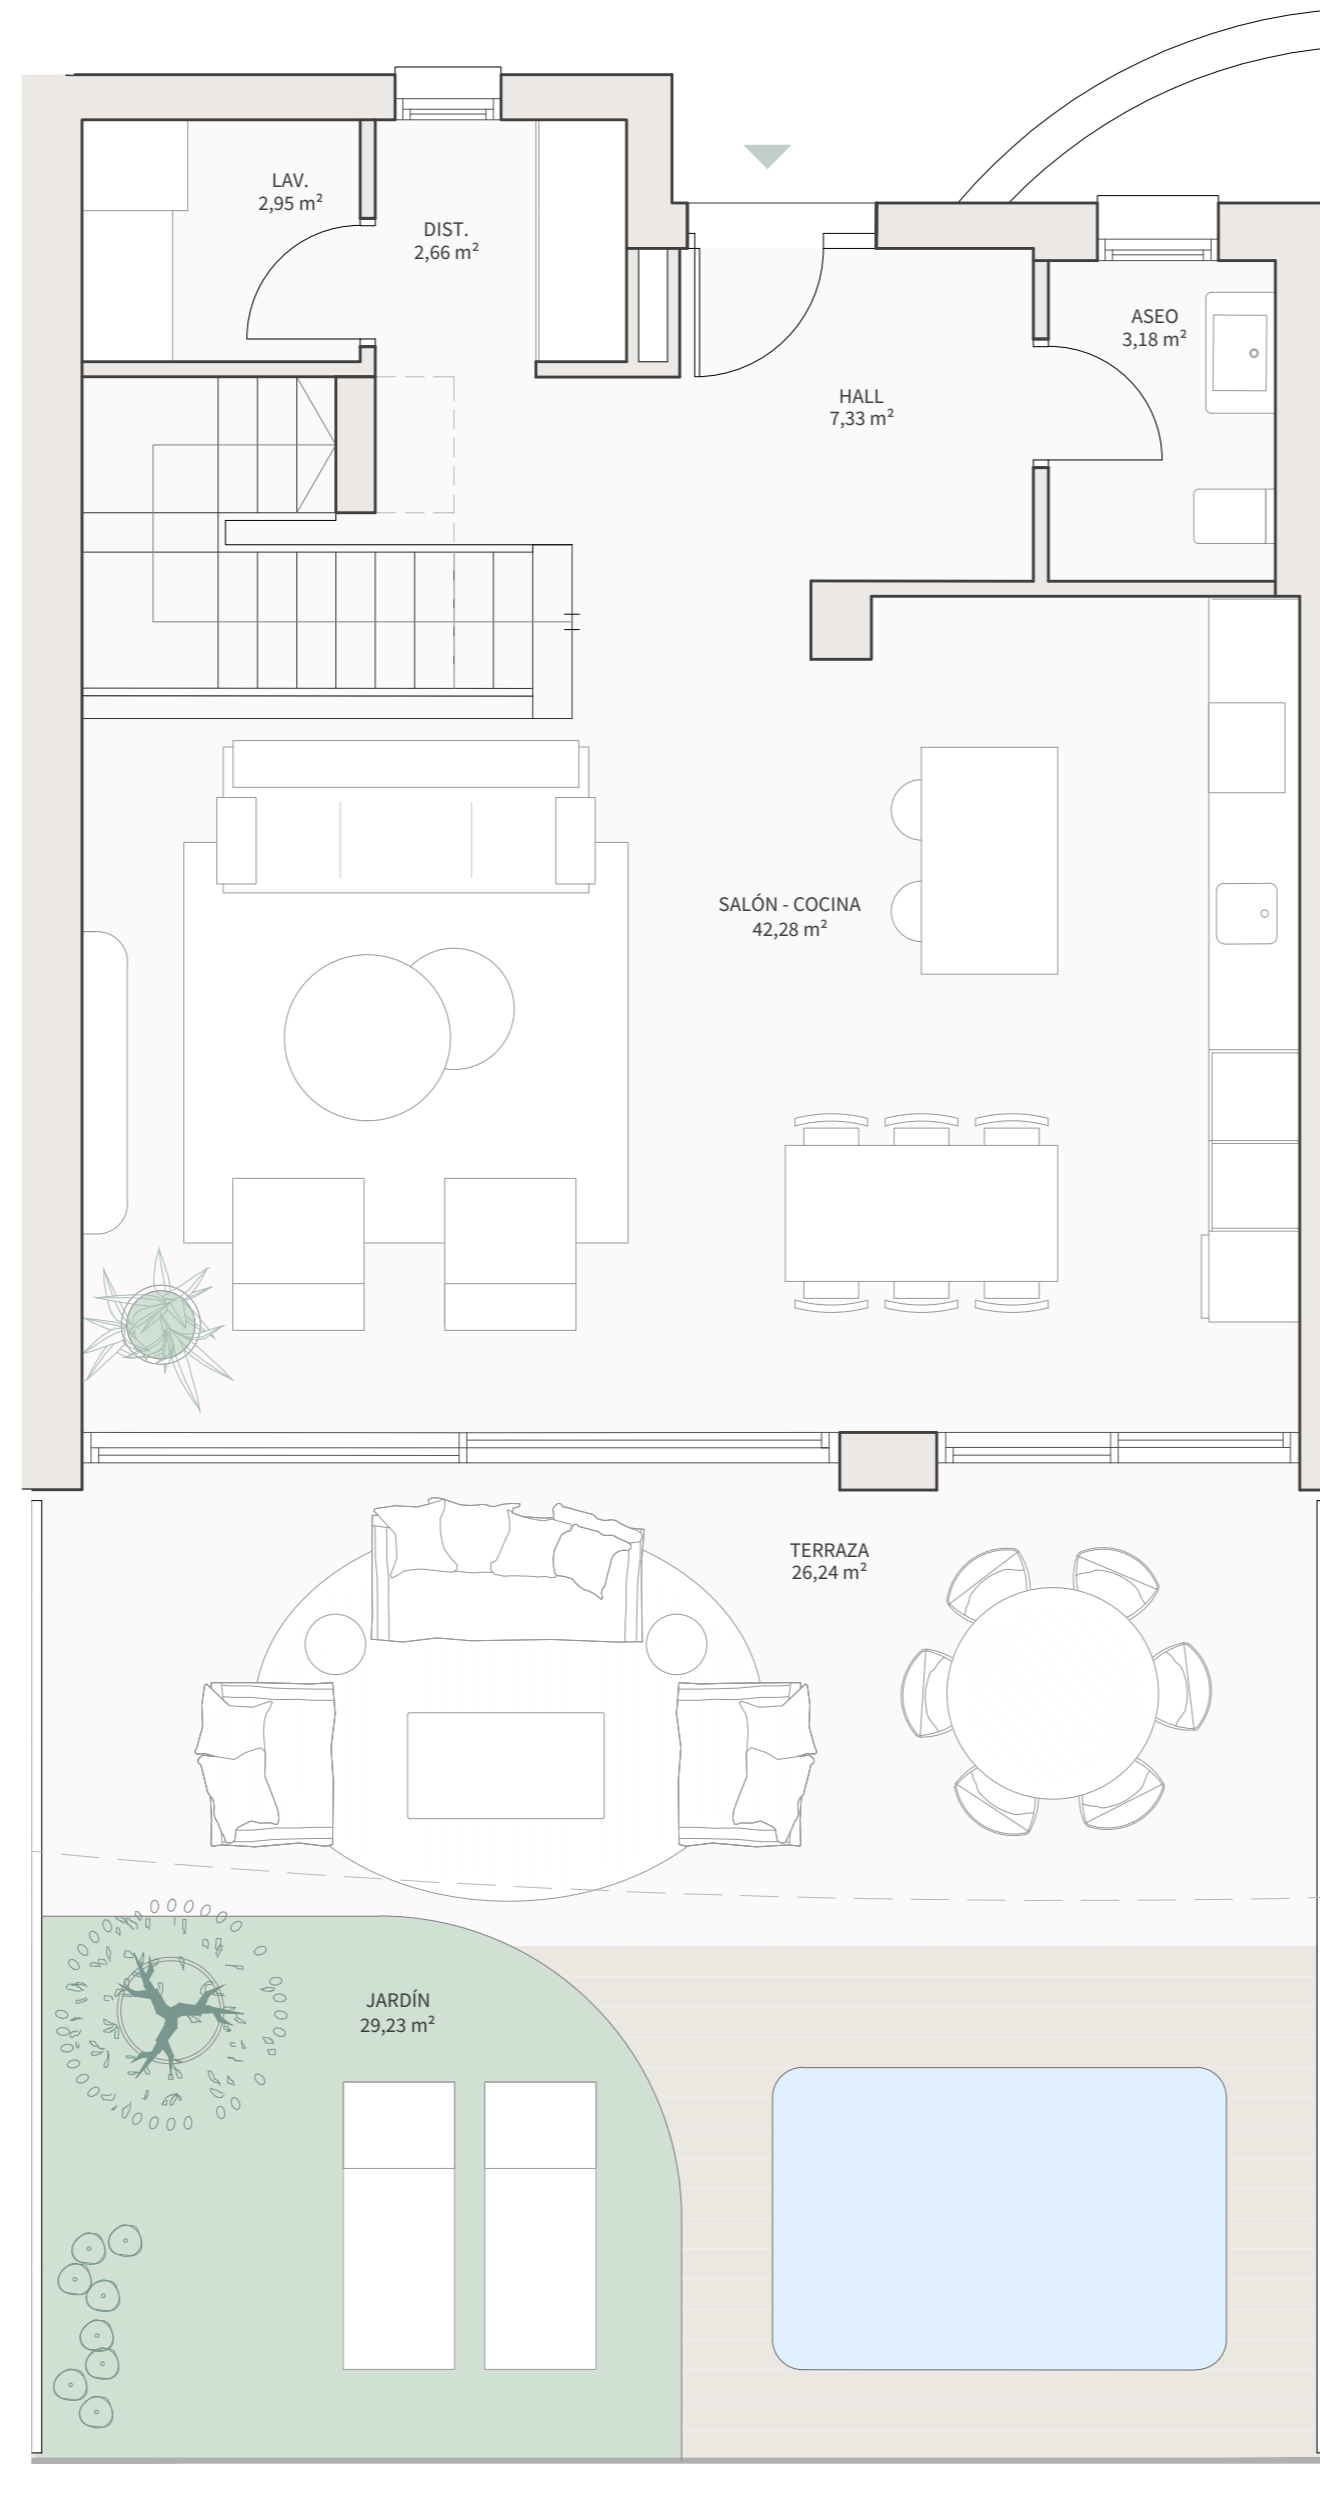 LAV.
2,95 m²
DIST.
2,66 m²
ASEO
3,18 m²
HALL
7,33 m²
SALÓN - COCINA
42,28 m²
TERRAZA
26,24 m²
JARDÍN
29,23 m²